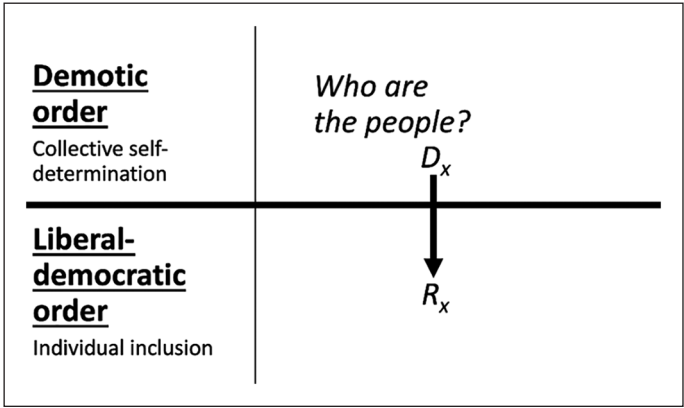 Demotic
order
Collective self-
determination
Who are
the people?
Dx
Liberal-
democratic
order
Individual inclusion
Rx